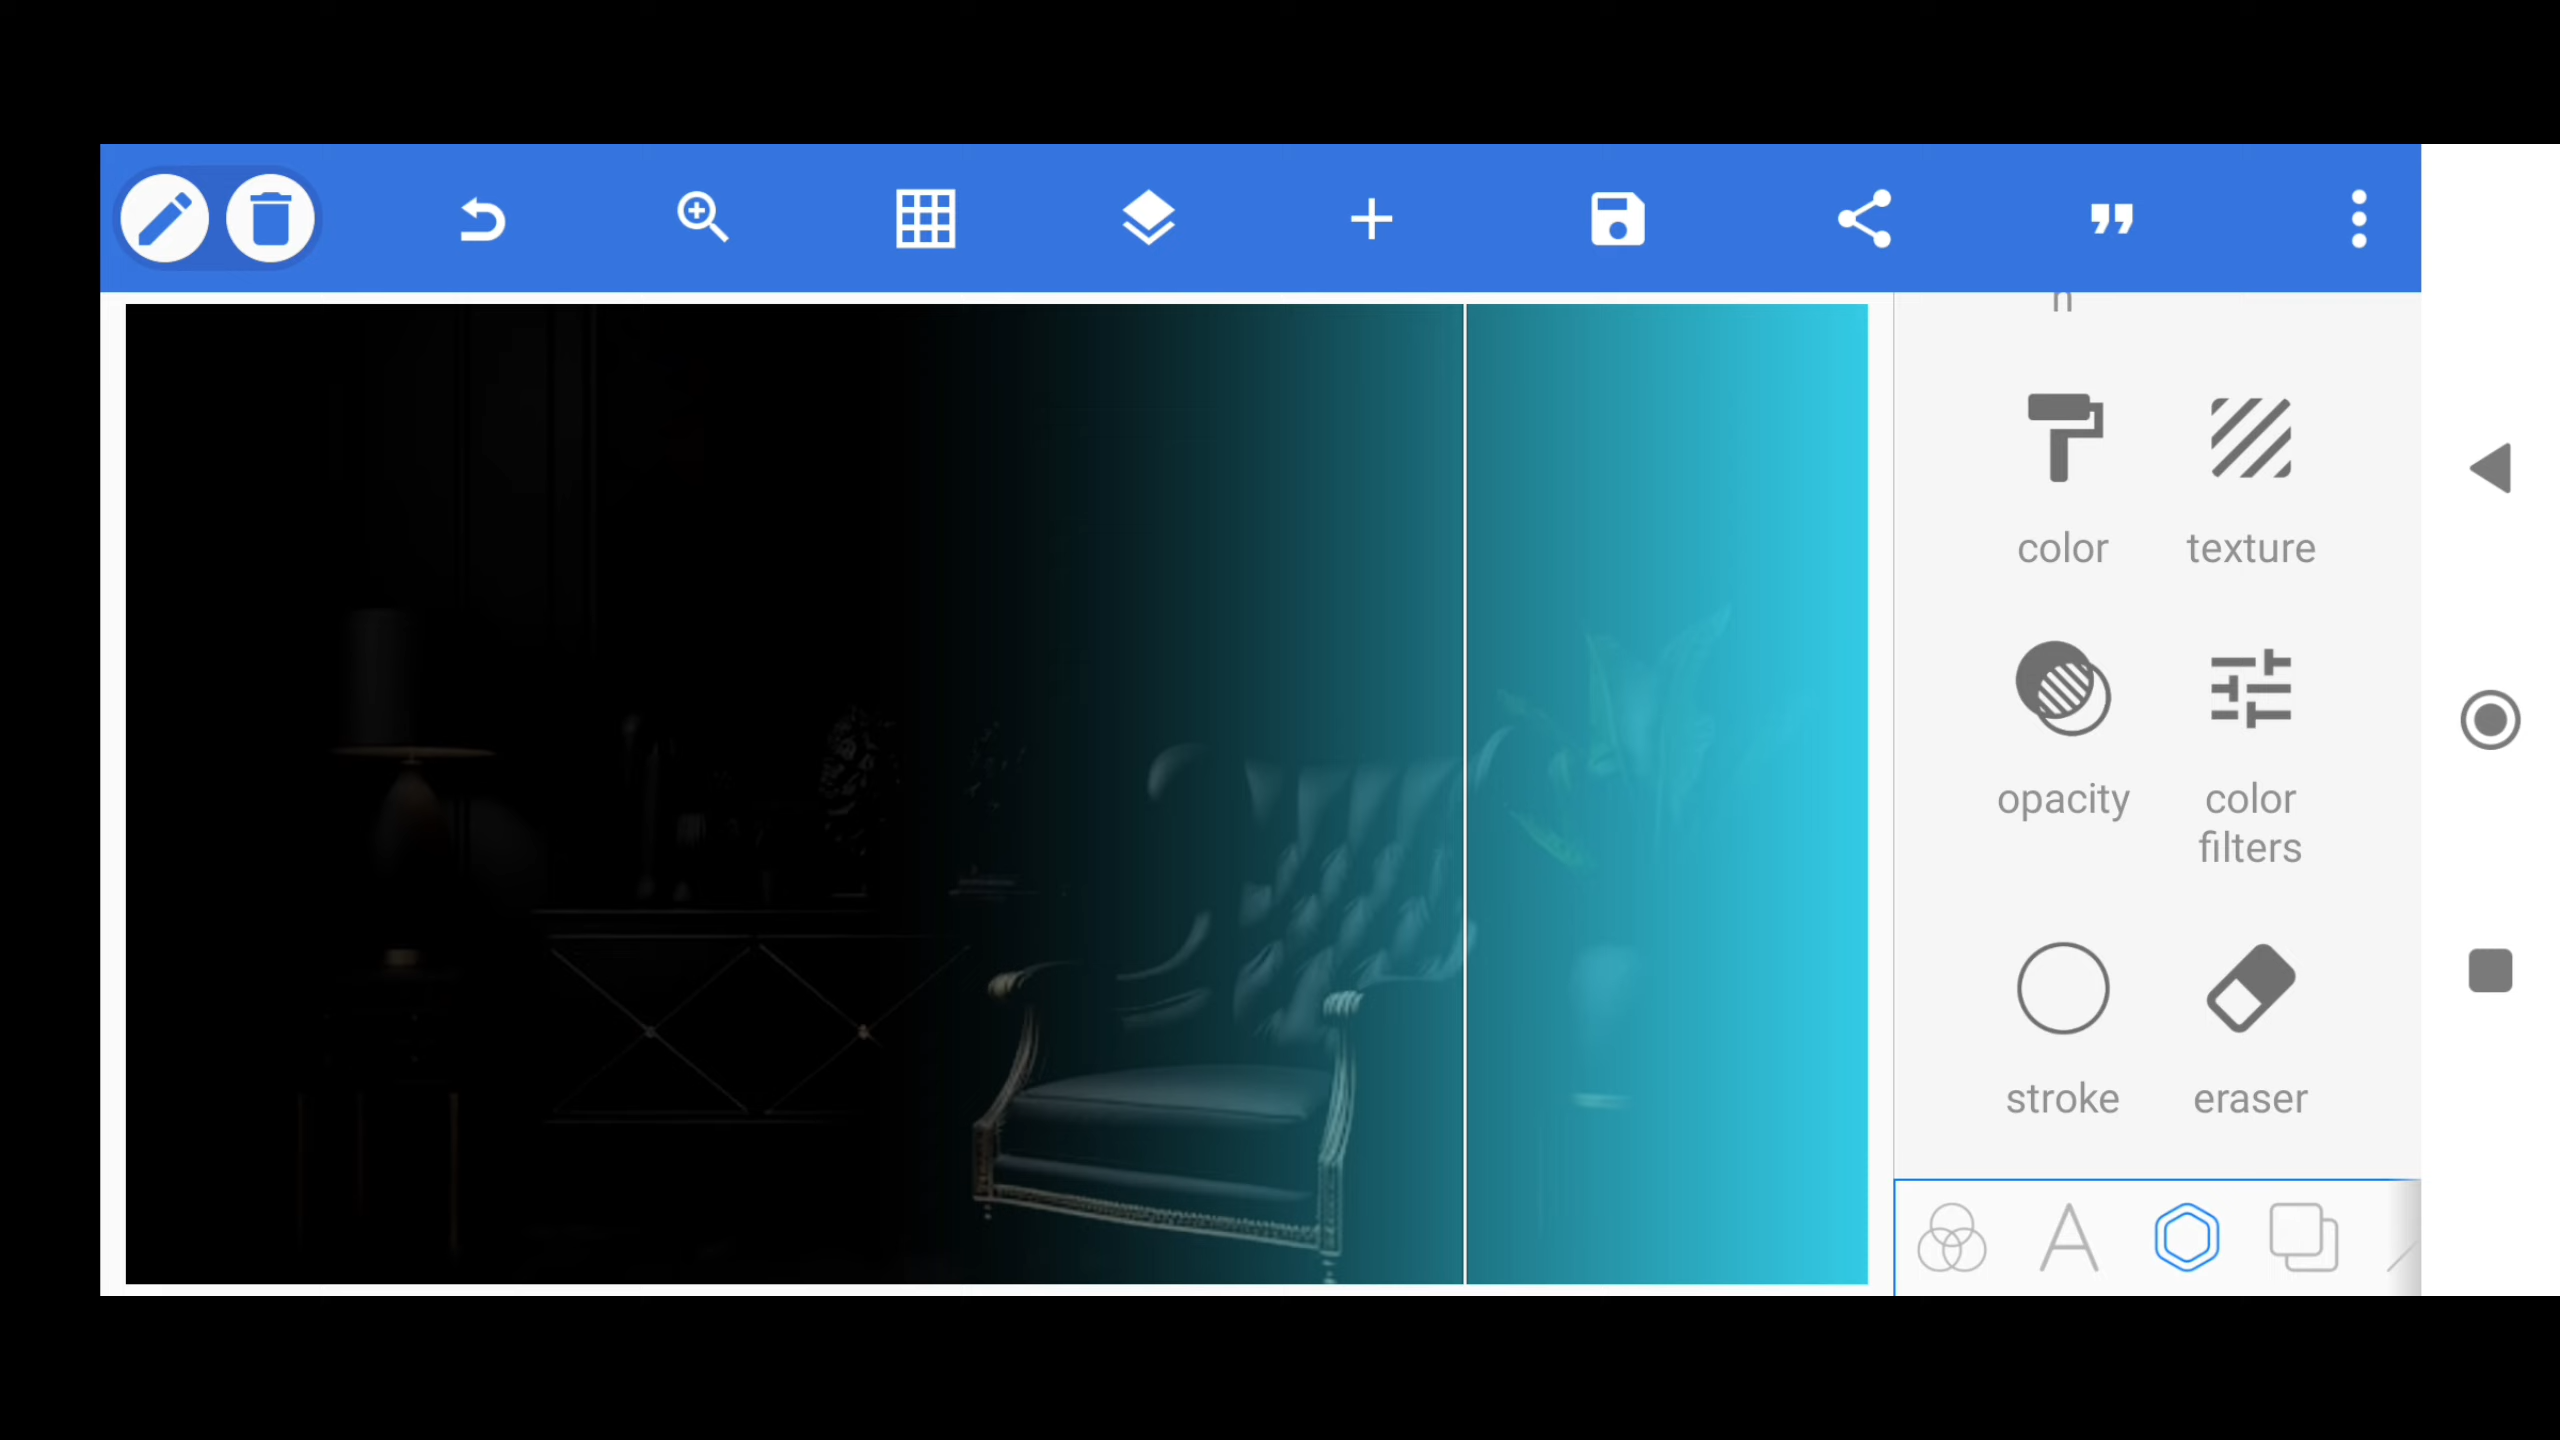 n
color texture
opacity color
filters
stroke eraser